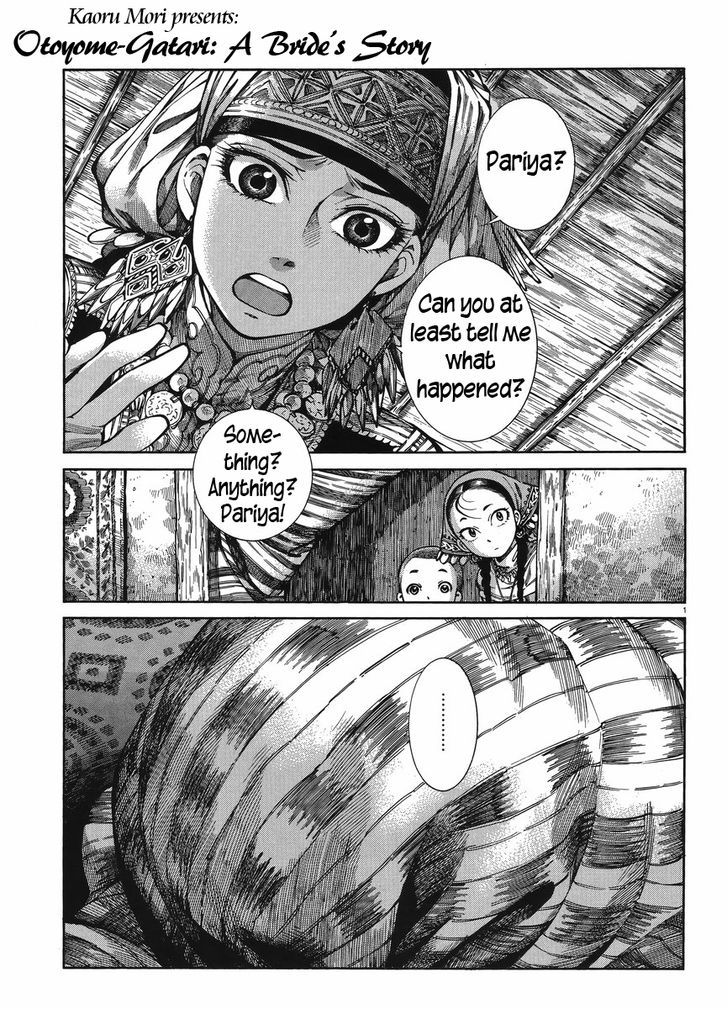 Kaoru Mori presents:
Otoyome-Gatari: A Bride's Story
Pariya?
Can you at
least tell me
what
happened?
Some-
thing?
Anything?
Pariya!
1
.........